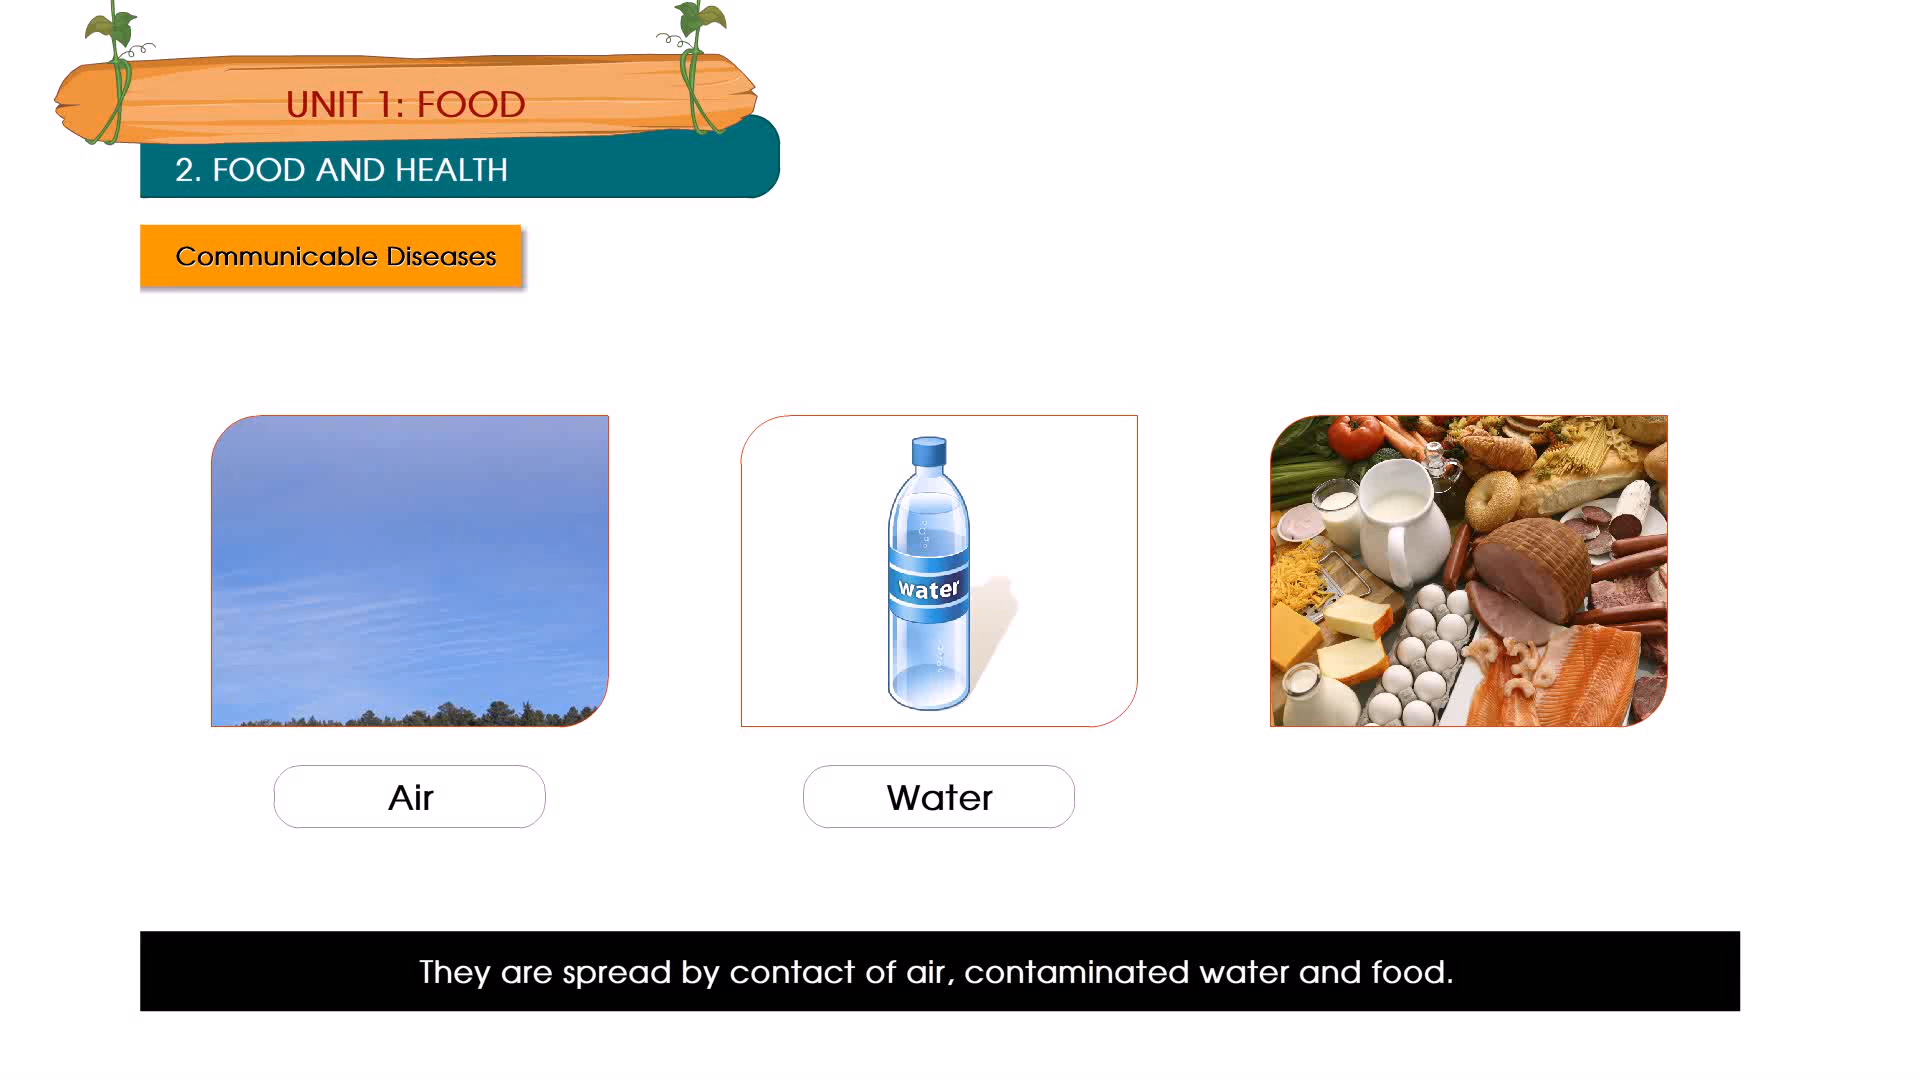 UNIT 1: FOOD
2. FOOD AND HEALTH
Communicable Diseases
water
Air
Water
They are spread by contact of air, contaminated water and food.